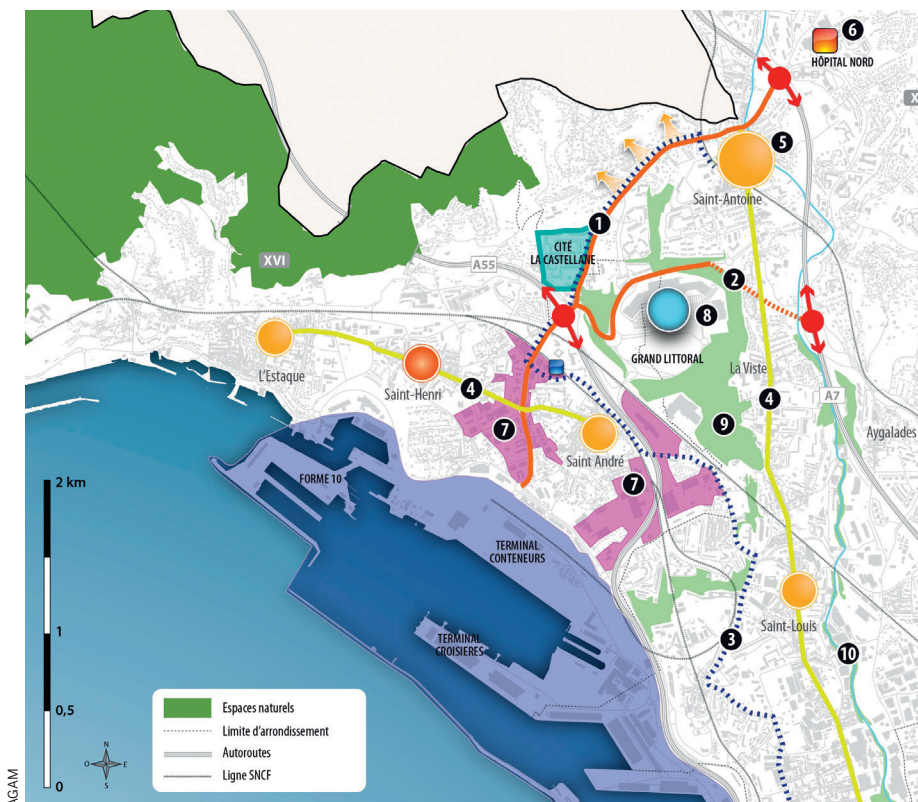 6
HÔPITAL NORD
X
5
Saint-Antoine
1
CITÉ
LA CASTELLANE
XVI
A55
2
8
GRAND LITTORAL
L'Estaque
Saint-Henri
4
La Viste
4
A7
9
Aygalades
7
Saint André
7
2 km
FORME 10
TERMINAL
CONTENEURS
1
Saint-Louis
TERMINAL
CROISIERES
3
10
0,5
Espaces naturels
Limite d'arrondissement
Autoroutes
Ligne SNCF
N
O
E
S
0
AGAM